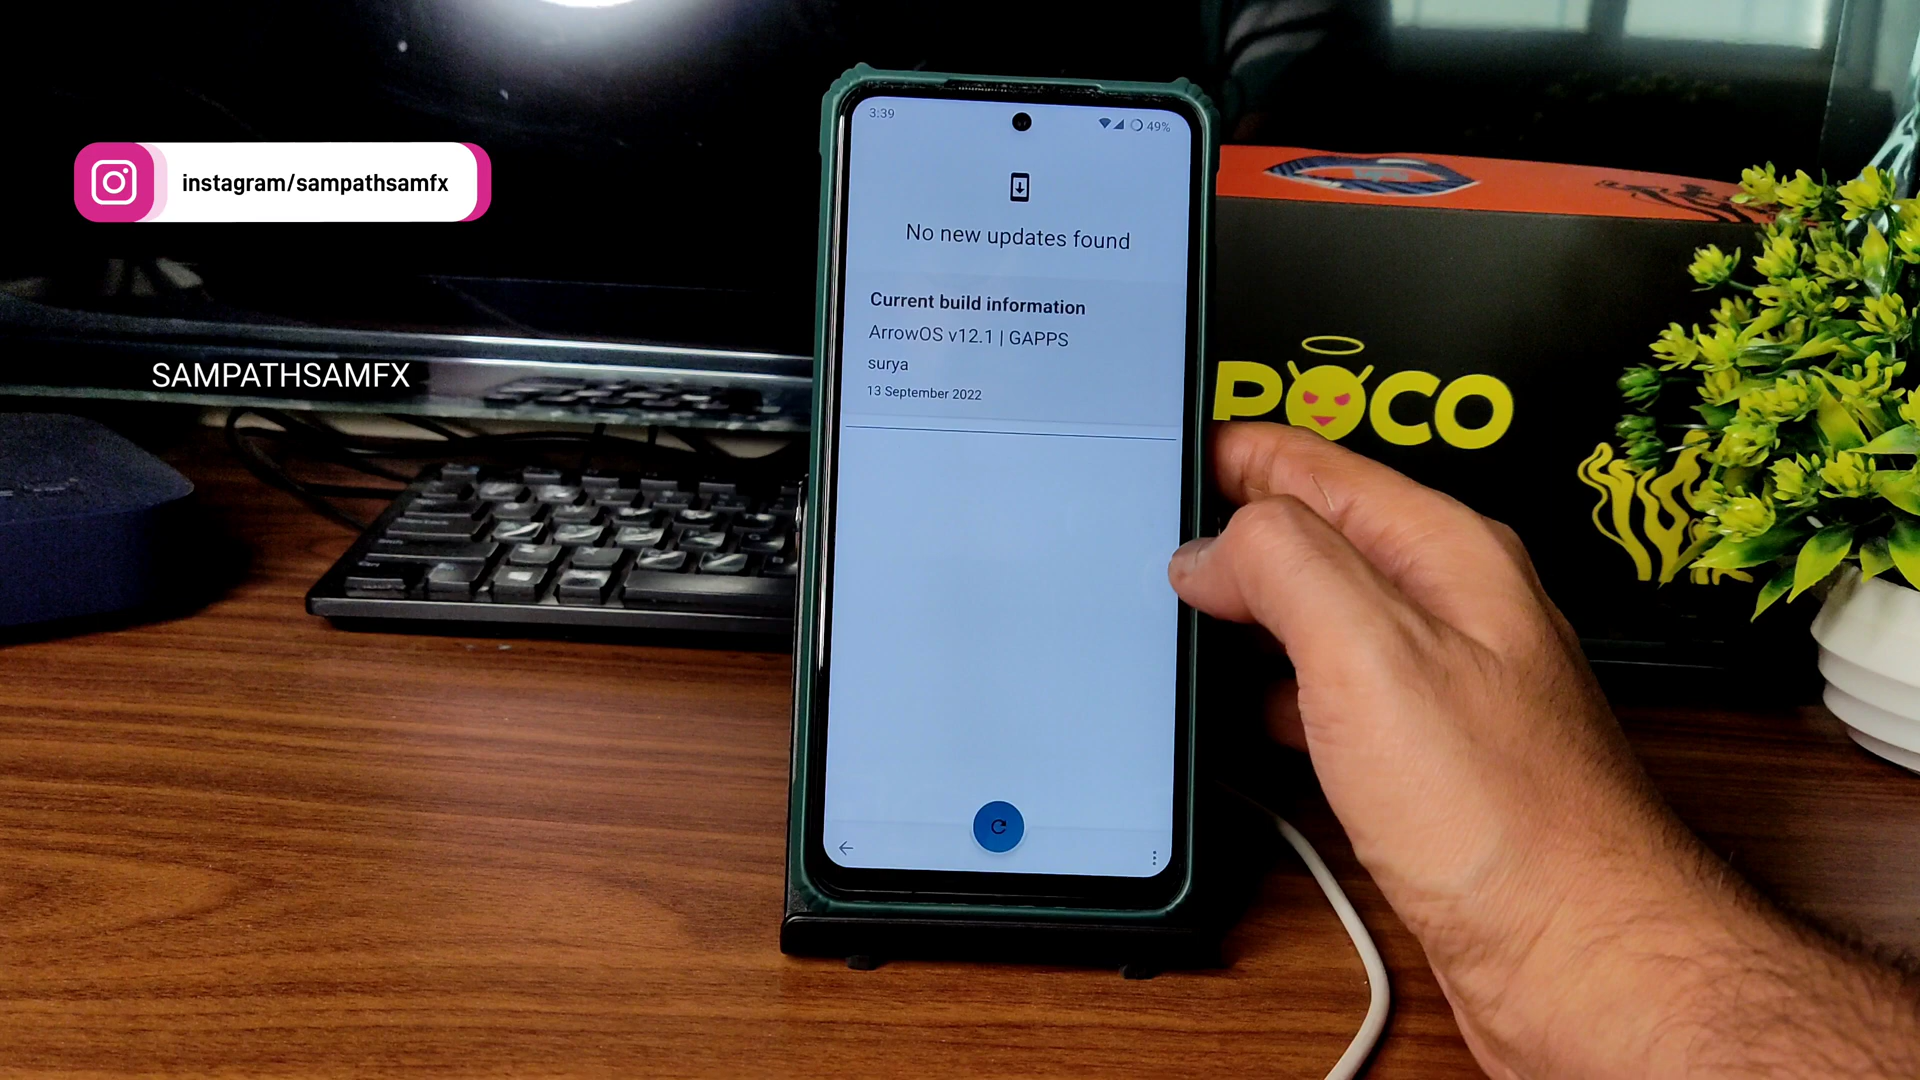 instagram/sampathsamfx
SAMPATHSAMFX
3:39
49%
No new updates found
Current build information
ArrowOS v12.1 | GAPPS
surya
13 September 2022
POCO